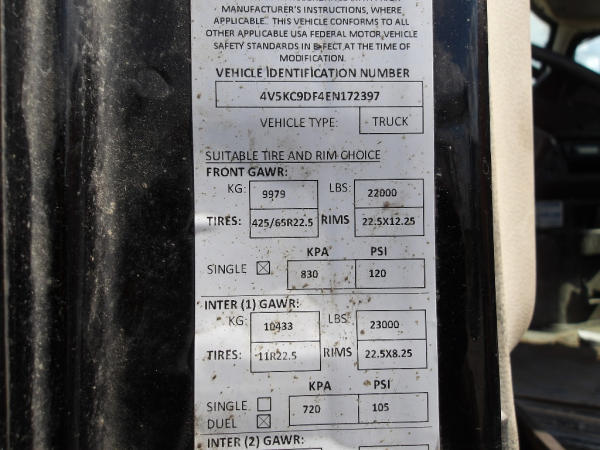 MANUFACTURER'S INSTRUCTIONS, WHERE
APPLICABLE. THIS VEHICLE CONFORMS TO ALL
OTHER APPLICABLE USA FEDERAL MOTOR VEHICLE
SAFETY STANDARDS IN EFFECT AT THE TIME OF
MODIFICATION.
VEHICLE IDENTIFICATION NUMBER
4V5KC9DF4EN172397
VEHICLE TYPE: TRUCK
SUITABLE TIRE AND RIM CHOICE
FRONT GAWR:
KG: 9979 LBS: 22000
TIRES: 425/65R22.5 RIMS 22.5X12.25
KPA PSI
SINGLE ☒ 830 120
INTER (1) GAWR:
KG: 10433 LBS: 23000
TIRES: 11R22.5 RIMS 22.5X8.25
KPA PSI
SINGLE ☐ 720 105
DUEL ☒
INTER (2) GAWR: